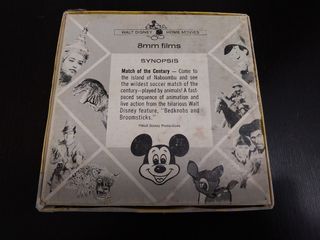 WALT DISNEY HOME MOVIES
8mm films
SYNOPSIS
Match of the Century — Come to
the island of Naboombu and see
the wildest soccer match of the
century—played by animals! A fast-
paced sequence of animation and
live action from the hilarious Walt
Disney feature, "Bedknobs and
Broomsticks."
©Walt Disney Productions